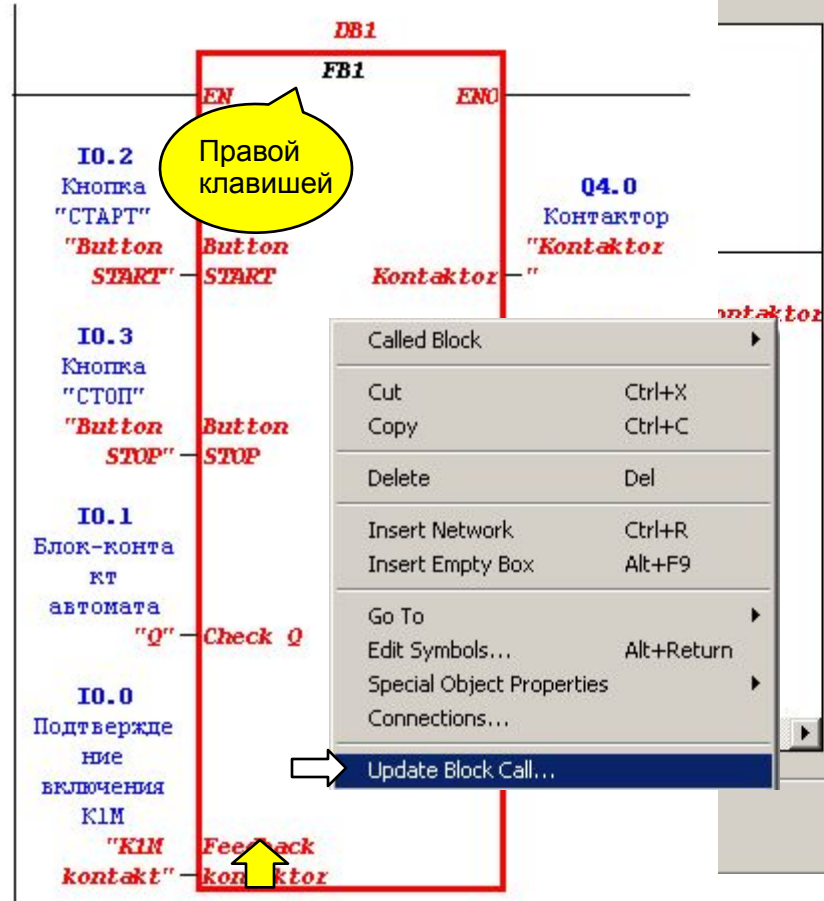 DB1
FB1
EN ENO
Правой
клавишей
I0.2
Кнопка
"СТАРТ"
"Button
START"
Button
START
Q4.0
Контактор
"Kontaktor
"
Kontaktor
I0.3
Кнопка
"СТОП"
"Button
STOP"
Button
STOP
I0.1
Блок-конта
кт
автомата
"Q"
Check Q
I0.0
Подтвержде
ние
включения
K1M
"K1M
kontakt"
Feedback
kontaktor
ontaktor
Called Block
Cut Ctrl+X
Copy Ctrl+C
Delete Del
Insert Network Ctrl+R
Insert Empty Box Alt+F9
Go To
Edit Symbols... Alt+Return
Special Object Properties
Connections...
Update Block Call...